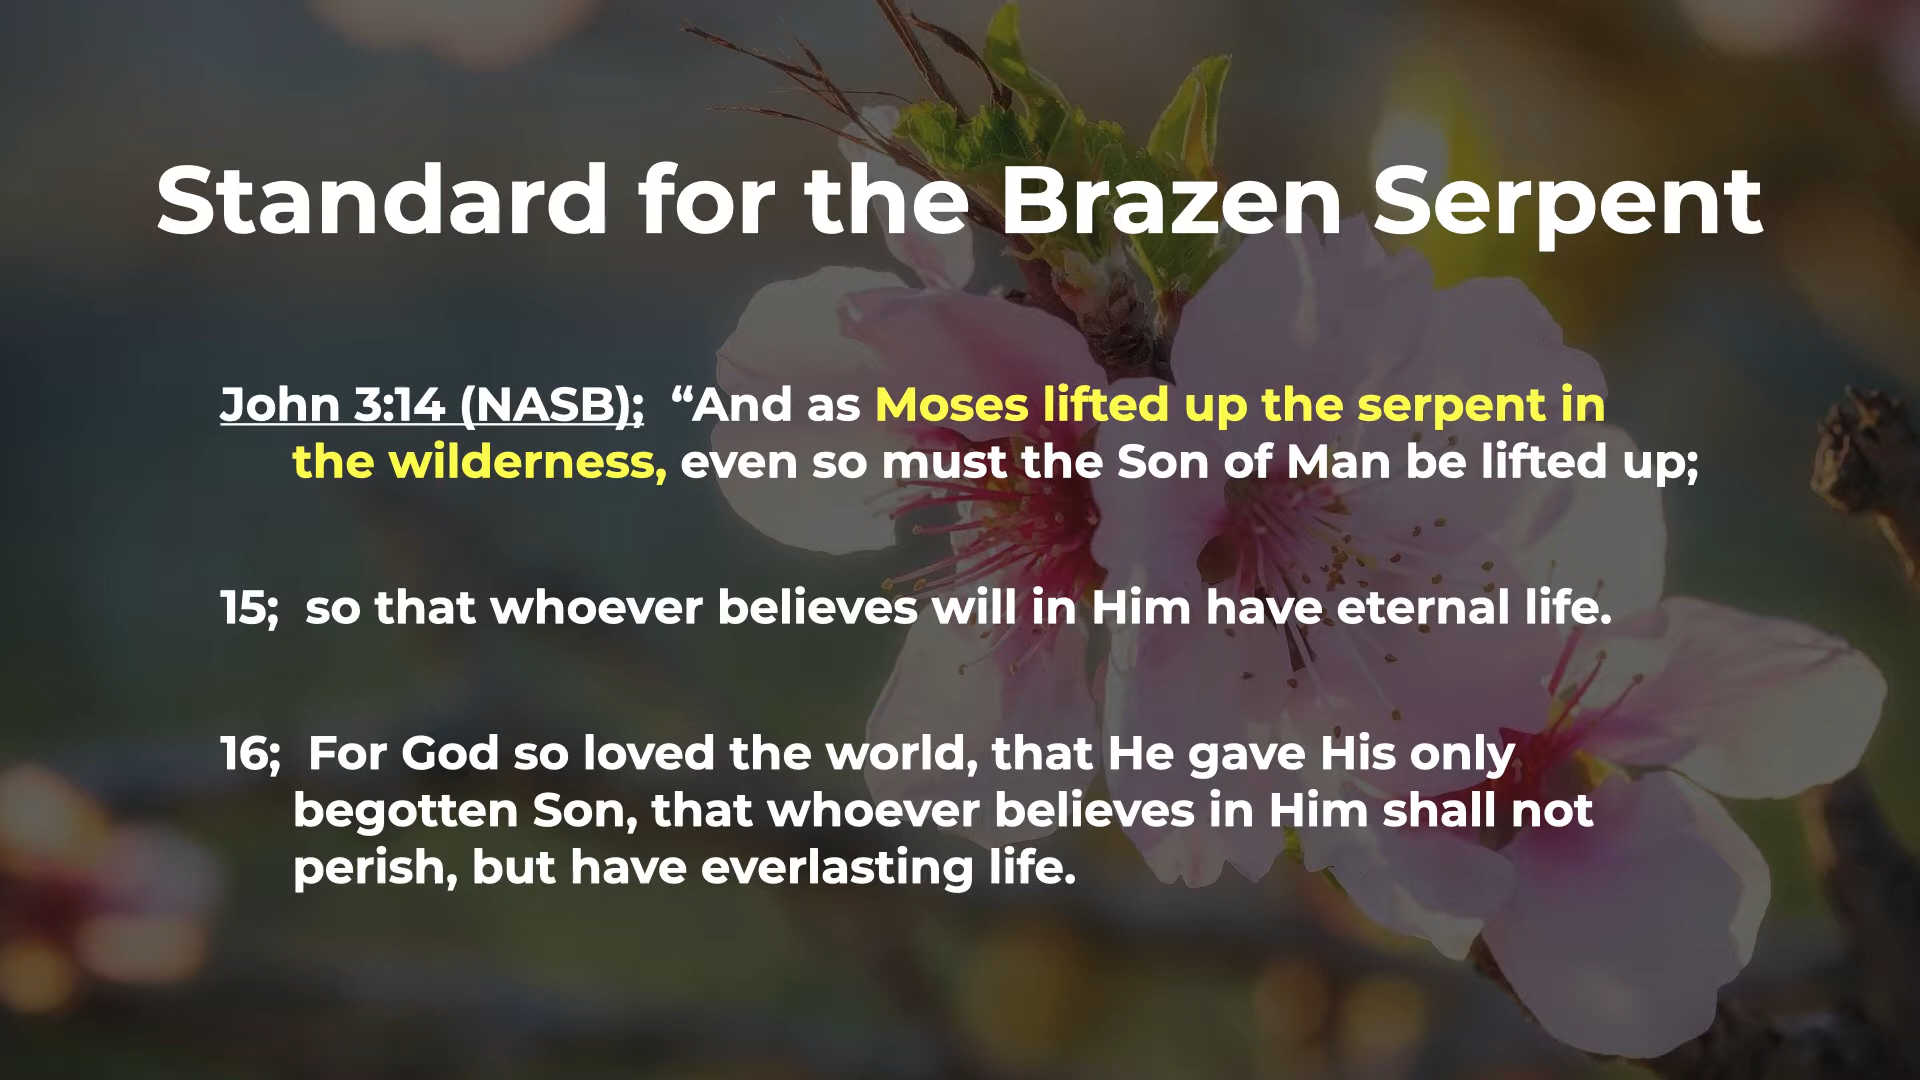 Standard for the Brazen Serpent
John 3:14 (NASB);  “And as Moses lifted up the serpent in
the wilderness, even so must the Son of Man be lifted up;
15;  so that whoever believes will in Him have eternal life.
16;  For God so loved the world, that He gave His only
begotten Son, that whoever believes in Him shall not
perish, but have everlasting life.